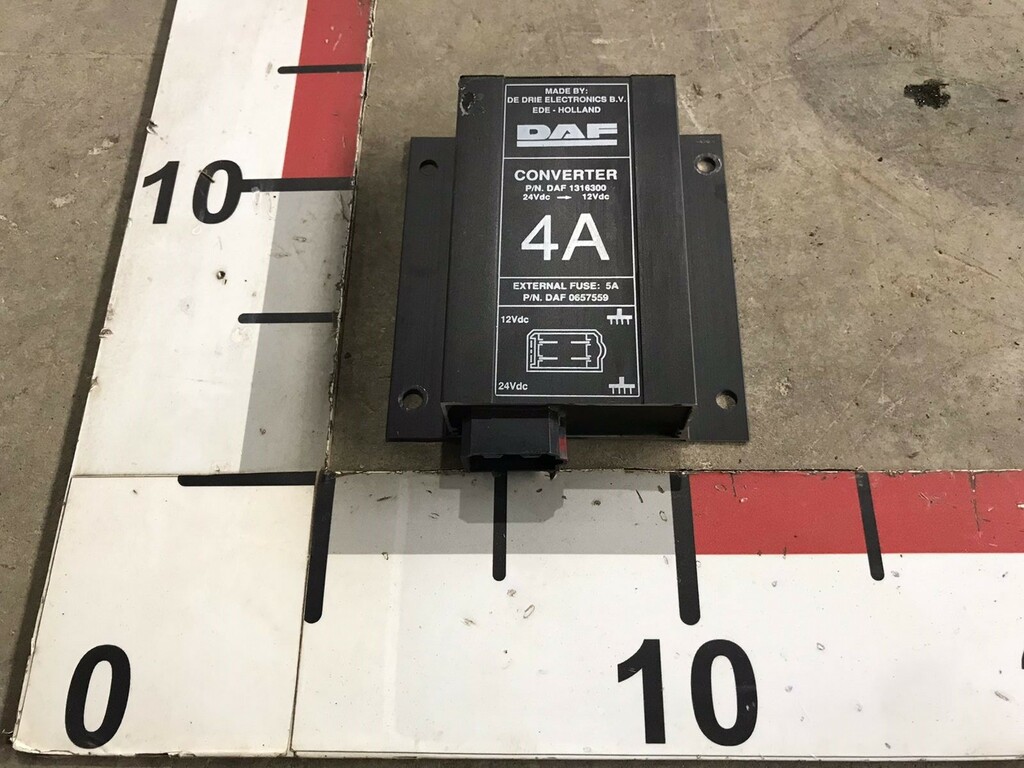 MADE BY:
DE DRIE ELECTRONICS B.V.
EDE - HOLLAND
DAF
CONVERTER
P/N. DAF 1316300
24Vdc → 12Vdc
4A
EXTERNAL FUSE: 5A
P/N. DAF 0657559
12Vdc
24Vdc
10
0
10